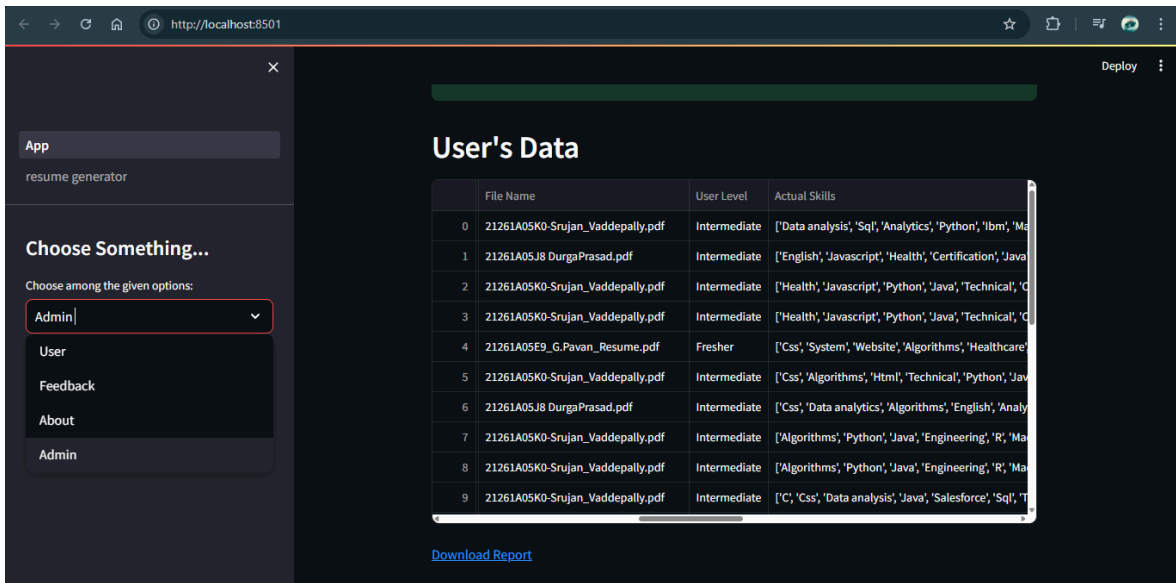 http://localhost:8501
Deploy
App
resume generator
Choose Something...
Choose among the given options:
Admin
User
Feedback
About
Admin
User's Data
File Name User Level Actual Skills
0 21261A05K0-Srujan_Vaddepally.pdf Intermediate ['Data analysis', 'Sql', 'Analytics', 'Python', 'Ibm', 'Ma
1 21261A05J8 DurgaPrasad.pdf Intermediate ['English', 'Javascript', 'Health', 'Certification', 'Java'
2 21261A05K0-Srujan_Vaddepally.pdf Intermediate ['Health', 'Javascript', 'Python', 'Java', 'Technical', 'C
3 21261A05K0-Srujan_Vaddepally.pdf Intermediate ['Health', 'Javascript', 'Python', 'Java', 'Technical', 'C
4 21261A05E9_G.Pavan_Resume.pdf Fresher ['Css', 'System', 'Website', 'Algorithms', 'Healthcare',
5 21261A05K0-Srujan_Vaddepally.pdf Intermediate ['Css', 'Algorithms', 'Html', 'Technical', 'Python', 'Jav
6 21261A05J8 DurgaPrasad.pdf Intermediate ['Css', 'Data analytics', 'Algorithms', 'English', 'Analy
7 21261A05K0-Srujan_Vaddepally.pdf Intermediate ['Algorithms', 'Python', 'Java', 'Engineering', 'R', 'Ma
8 21261A05K0-Srujan_Vaddepally.pdf Intermediate ['Algorithms', 'Python', 'Java', 'Engineering', 'R', 'Ma
9 21261A05K0-Srujan_Vaddepally.pdf Intermediate ['C', 'Css', 'Data analysis', 'Java', 'Salesforce', 'Sql', 'T
Download Report